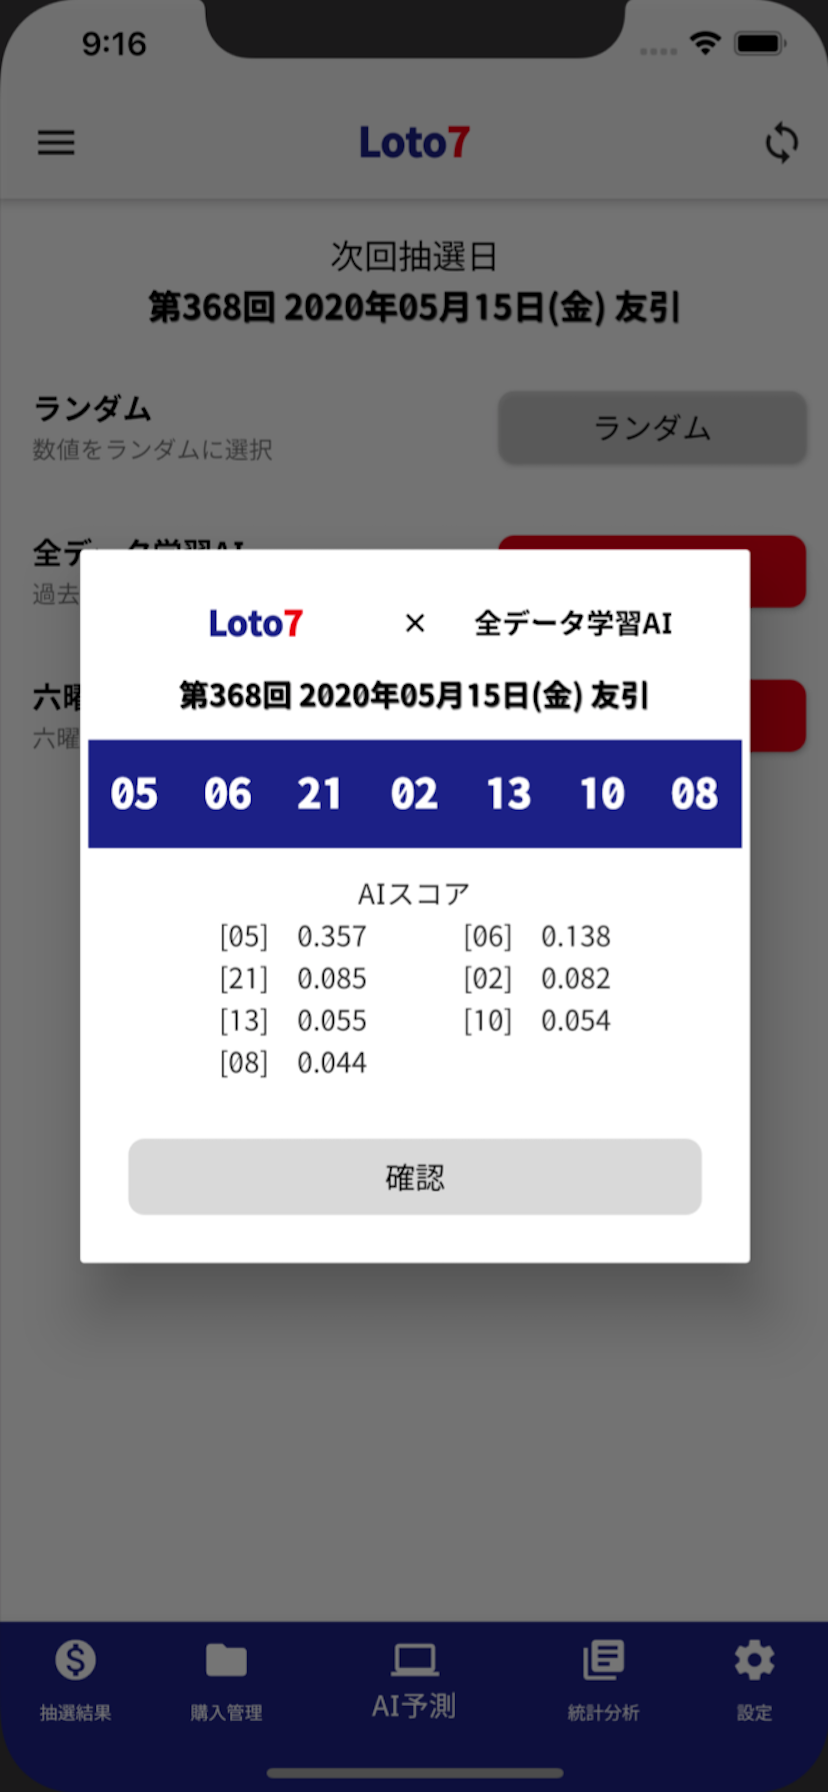 9:16
Loto7
次回抽選日
第368回 2020年05月15日(金) 友引
ランダム
数値をランダムに選択
ランダム
全データ学習AI
過去
六曜
六曜
Loto7 × 全データ学習AI
第368回 2020年05月15日(金) 友引
05 06 21 02 13 10 08
AIスコア
[05] 0.357 [06] 0.138
[21] 0.085 [02] 0.082
[13] 0.055 [10] 0.054
[08] 0.044
確認
抽選結果 購入管理 AI予測 統計分析 設定